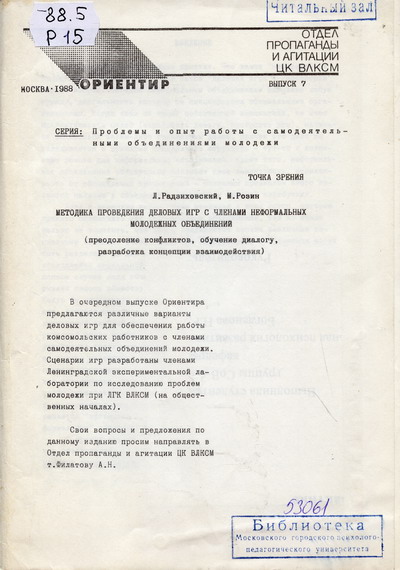 Читальный зал
88.5
Р 15
ОТДЕЛ
ПРОПАГАНДЫ
И АГИТАЦИИ
ЦК ВЛКСМ
МОСКВА·1988 ОРИЕНТИР ВЫПУСК 7
СЕРИЯ: Проблемы и опыт работы с самодеятель-
ными объединениями молодежи
ТОЧКА ЗРЕНИЯ
Л.Радзиховский, М.Розин
МЕТОДИКА ПРОВЕДЕНИЯ ДЕЛОВЫХ ИГР С ЧЛЕНАМИ НЕФОРМАЛЬНЫХ
МОЛОДЕЖНЫХ ОБЪЕДИНЕНИЙ
(преодоление конфликтов, обучение диалогу,
разработка концепции взаимодействия)
В очередном выпуске Ориентира
предлагаются различные варианты
деловых игр для обеспечения работы
комсомольских работников с членами
самодеятельных объединений молодежи.
Сценарии игр разработаны членами
Ленинградской экспериментальной ла-
боратории по исследованию проблем
молодежи при ЛГК ВЛКСМ (на общест-
венных началах).
Свои вопросы и предложения по
данному изданию просим направлять в
Отдел пропаганды и агитации ЦК ВЛКСМ
т.Филатову А.Н.
53061
Библиотека
Московского городского психолого-
педагогического университета